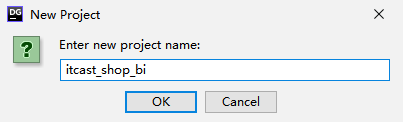 DG New Project
Enter new project name:
itcast_shop_bi
OK
Cancel